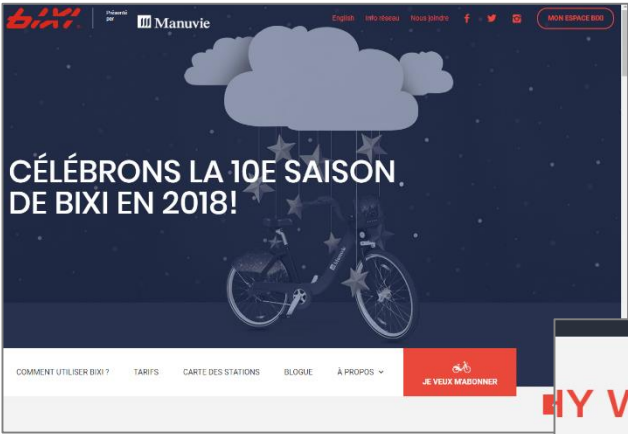 bixi
Présenté
par
Manuvie
English Info réseau Nous joindre f MON ESPACE BIXI
CÉLÉBRONS LA 10E SAISON
DE BIXI EN 2018!
Manuvie
COMMENT UTILISER BIXI ? TARIFS CARTE DES STATIONS BLOGUE À PROPOS
JE VEUX M'ABONNER